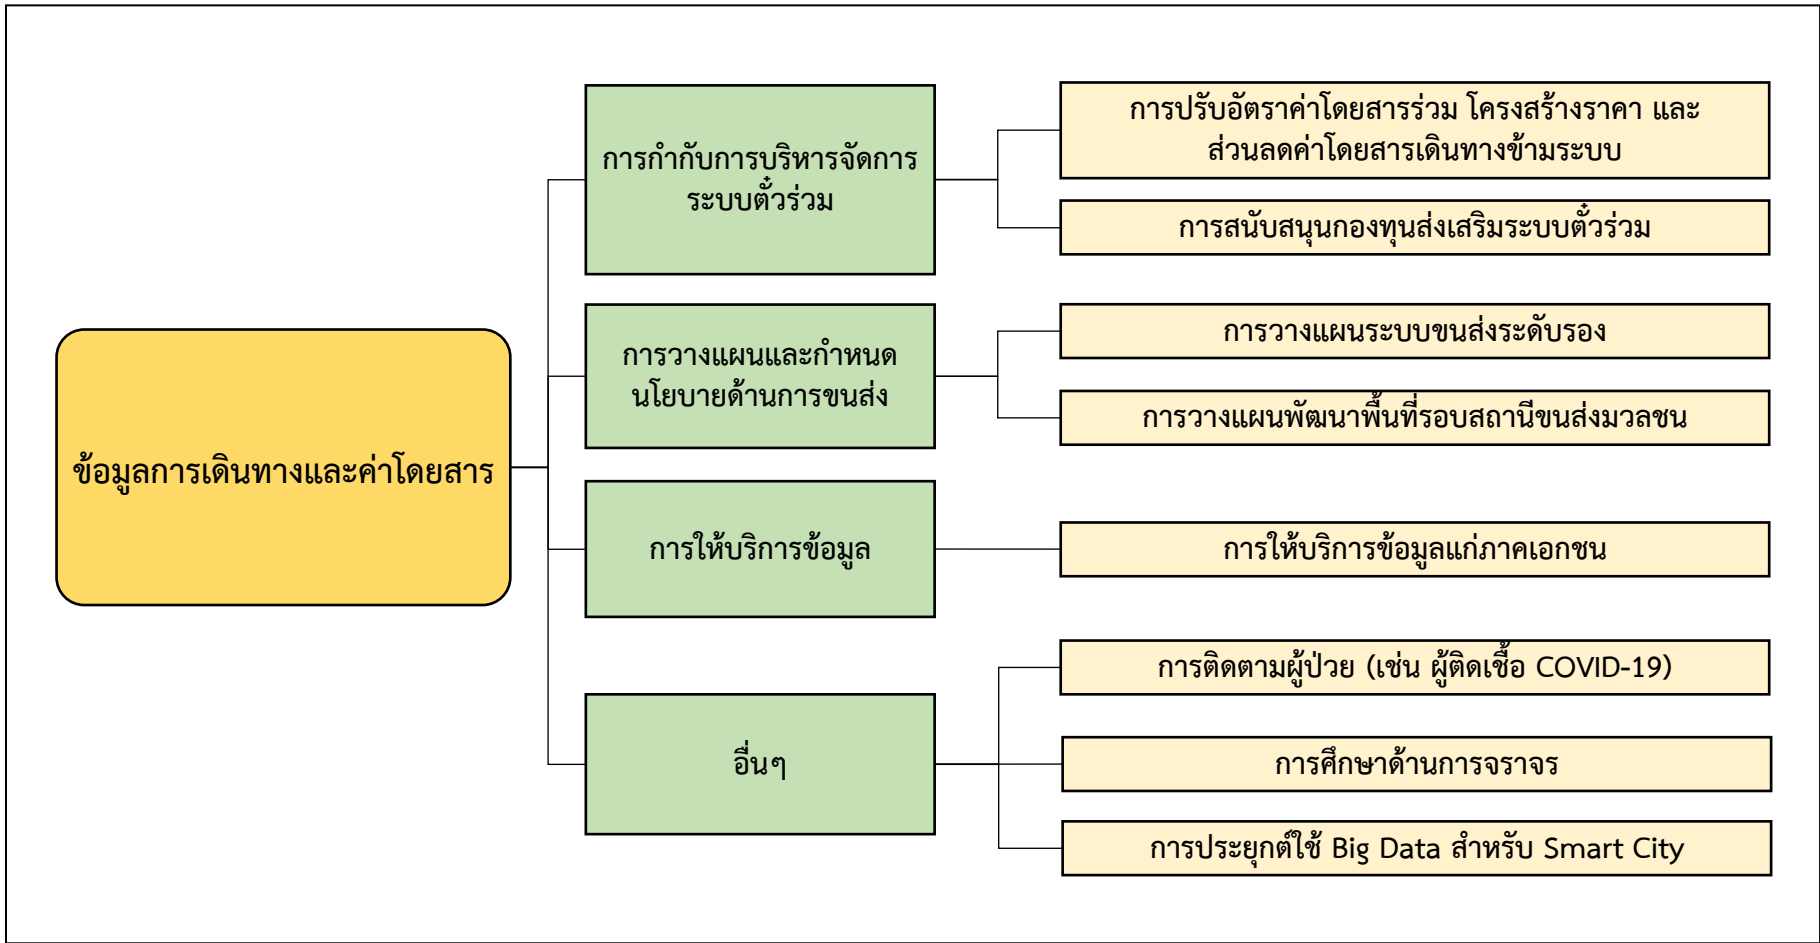 ข้อมูลการเดินทางและค่าโดยสาร
การกำกับการบริหารจัดการ
ระบบตั๋วร่วม
การปรับอัตราค่าโดยสารร่วม โครงสร้างราคา และ
ส่วนลดค่าโดยสารเดินทางข้ามระบบ
การสนับสนุนกองทุนส่งเสริมระบบตั๋วร่วม
การวางแผนและกำหนด
นโยบายด้านการขนส่ง
การวางแผนระบบขนส่งระดับรอง
การวางแผนพัฒนาพื้นที่รอบสถานีขนส่งมวลชน
การให้บริการข้อมูล
การให้บริการข้อมูลแก่ภาคเอกชน
อื่นๆ
การติดตามผู้ป่วย (เช่น ผู้ติดเชื้อ COVID-19)
การศึกษาด้านการจราจร
การประยุกต์ใช้ Big Data สำหรับ Smart City